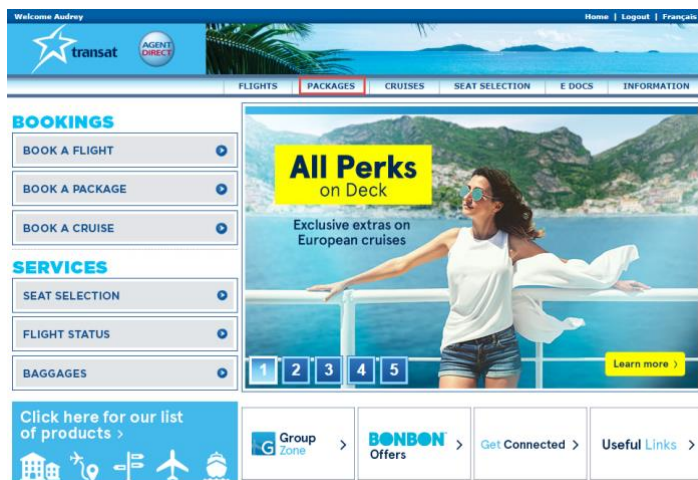 Welcome Audrey
Home | Logout | Français
transat
AGENT
DIRECT
FLIGHTS
PACKAGES
CRUISES
SEAT SELECTION
E DOCS
INFORMATION
BOOKINGS
BOOK A FLIGHT
BOOK A PACKAGE
BOOK A CRUISE
SERVICES
SEAT SELECTION
FLIGHT STATUS
BAGGAGES
All Perks
on Deck
Exclusive extras on
European cruises
1 2 3 4 5
Learn more >
Click here for our list
of products >
G
Group
Zone
BONBON
Offers
Get Connected >
Useful Links >